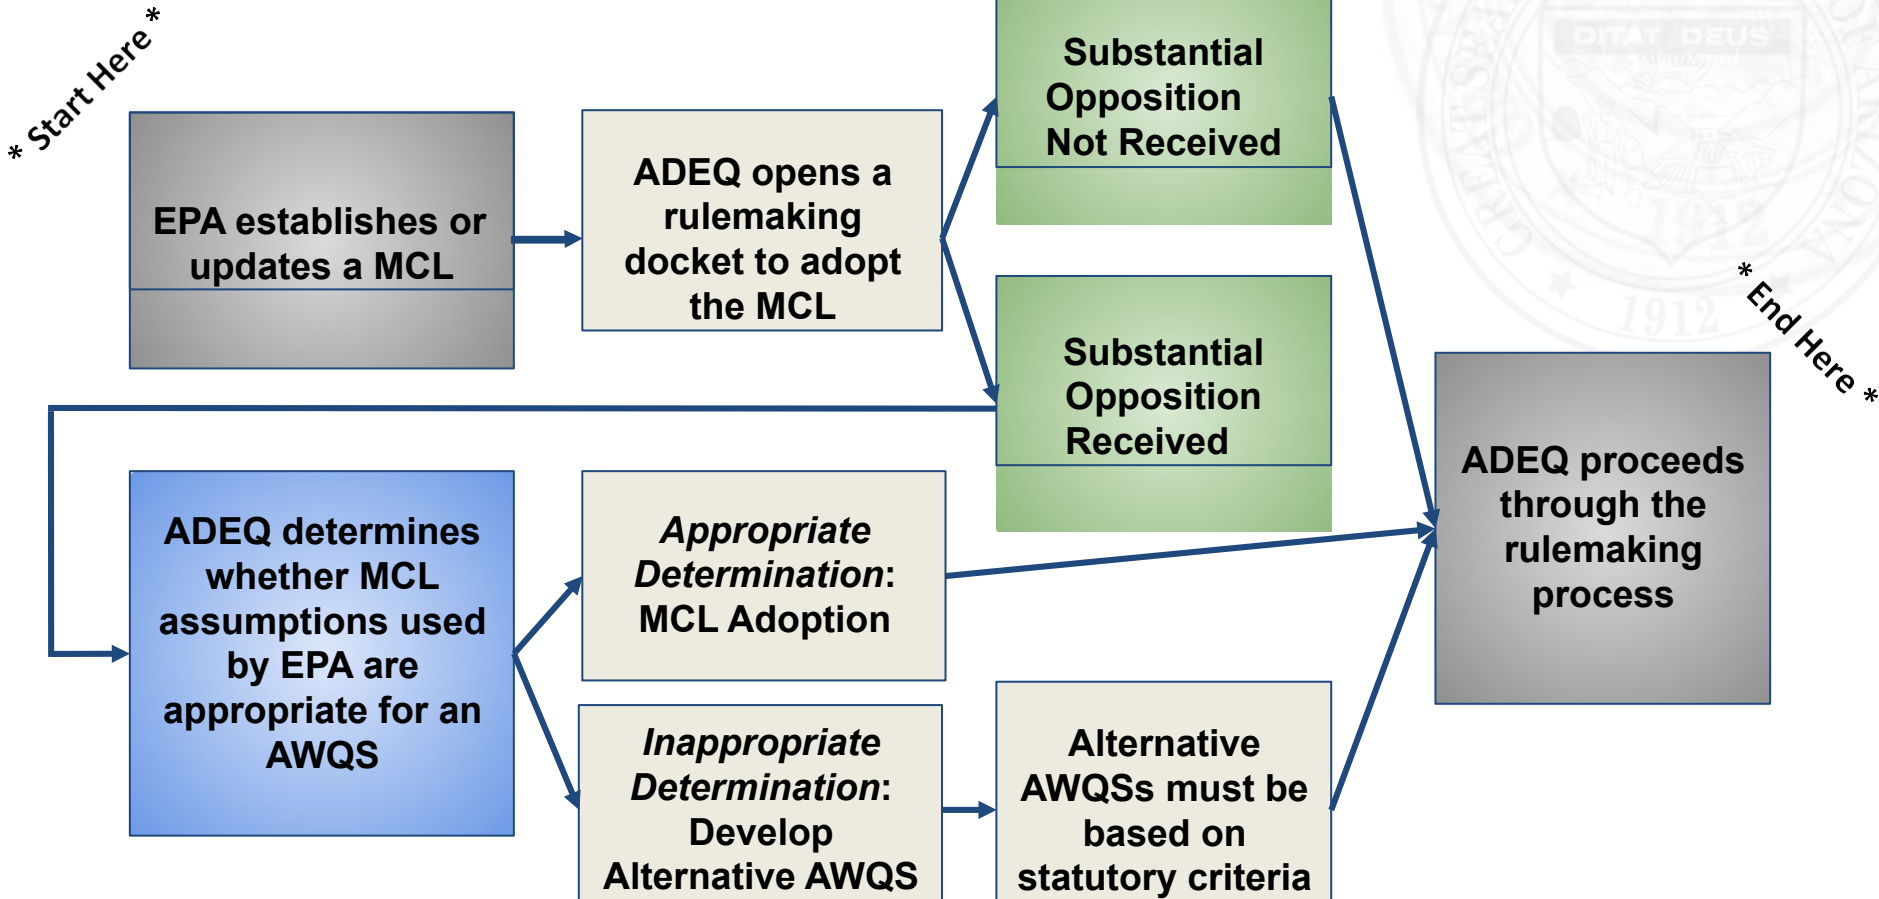 * Start Here *
EPA establishes or
updates a MCL
ADEQ opens a
rulemaking
docket to adopt
the MCL
Substantial
Opposition
Not Received
Substantial
Opposition
Received
ADEQ determines
whether MCL
assumptions used
by EPA are
appropriate for an
AWQS
Appropriate
Determination:
MCL Adoption
Inappropriate
Determination:
Develop
Alternative AWQS
Alternative
AWQSs must be
based on
statutory criteria
* End Here *
ADEQ proceeds
through the
rulemaking
process
DITAT DEUS
1912